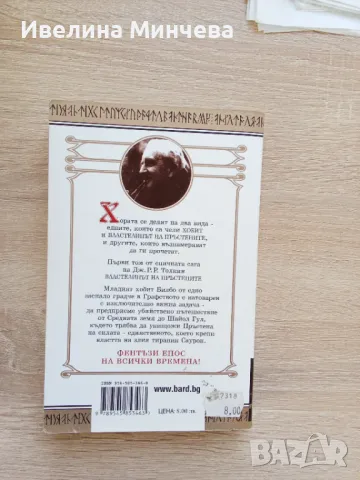 Ивелина Минчева
Хората се делят на два вида -
едните, които са чели ХОБИТ
и ВЛАСТЕЛИНЪТ НА ПРЪСТЕНИТЕ,
и другите, които възнамеряват
да ги прочетат.
Първи том от епичната сага
на Дж. Р. Р. Толкин
ВЛАСТЕЛИНЪТ НА ПРЪСТЕНИТЕ
Младият хобит Билбо от едно
заспало градче в Графството е натоварен
с изключително важна задача -
да предприеме убийствено пътешествие
от Средната земя до
където трябва да унищожи Пръстена
на силата - единственото, което крепи
властта на злия тиранин Саурон.
ФЕНТЪЗИ ЕПОС
НА ВСИЧКИ ВРЕМЕНА!
ISBN
www.bard.bg
ЦЕНА: лв.
8,00
BAZAR